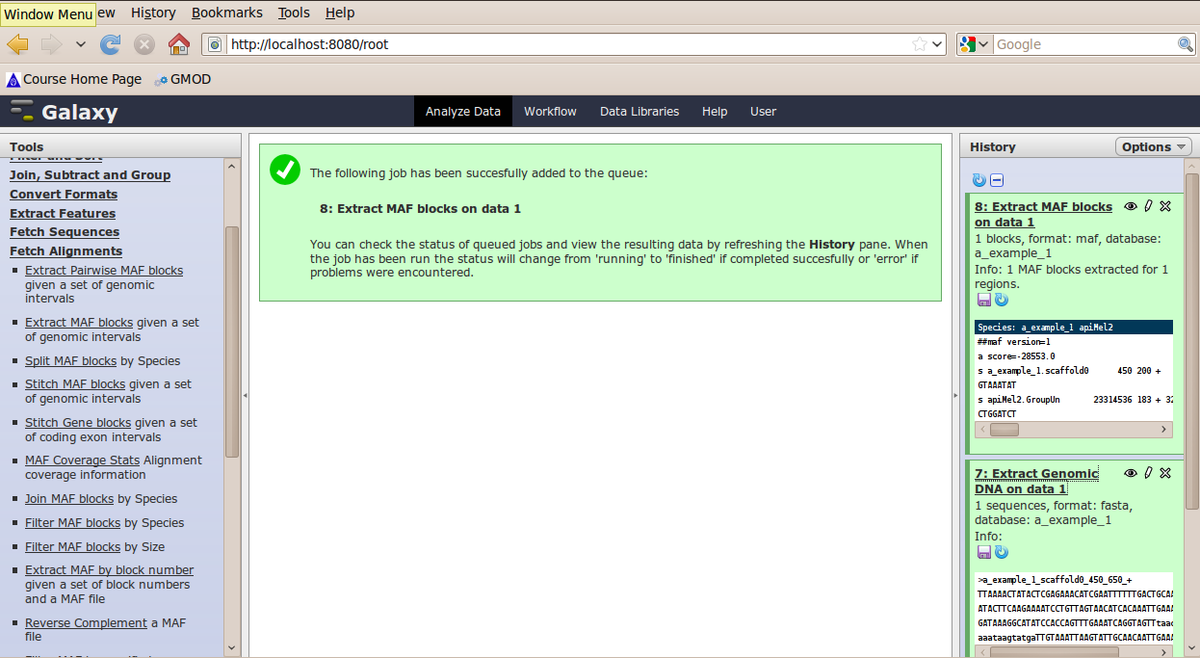 Window Menu ew History Bookmarks Tools Help
http://localhost:8080/root
Google
Course Home Page GMOD
Galaxy Analyze Data Workflow Data Libraries Help User
Tools
Filter and Sort
Join, Subtract and Group
Convert Formats
Extract Features
Fetch Sequences
Fetch Alignments
Extract Pairwise MAF blocks
given a set of genomic
intervals
Extract MAF blocks given a set
of genomic intervals
Split MAF blocks by Species
Stitch MAF blocks given a set
of genomic intervals
Stitch Gene blocks given a set
of coding exon intervals
MAF Coverage Stats Alignment
coverage information
Join MAF blocks by Species
Filter MAF blocks by Species
Filter MAF blocks by Size
Extract MAF by block number
given a set of block numbers
and a MAF file
Reverse Complement a MAF
file
The following job has been succesfully added to the queue:
8: Extract MAF blocks on data 1
You can check the status of queued jobs and view the resulting data by refreshing the History pane. When
the job has been run the status will change from 'running' to 'finished' if completed succesfully or 'error' if
problems were encountered.
History Options
8: Extract MAF blocks
on data 1
1 blocks, format: maf, database:
a_example_1
Info: 1 MAF blocks extracted for 1
regions.
Species: a_example_1 apiMel2
##maf version=1
a score=-28553.0
s a_example_1.scaffold0 450 200 +
GTAAATAT
s apiMel2.GroupUn 23314536 183 + 32
CTGGATCT
7: Extract Genomic
DNA on data 1
1 sequences, format: fasta,
database: a_example_1
Info:
>a_example_1_scaffold0_450_650_+
TTAAAACTATACTCGAGAAACATCGAATTTTTTGACTGCAA
ATACTTCAAGAAAATCCTGTTAGTAACATCACAAATTGAAA
GATAAAGGCATATCCACCAGTTTGAAATCAGGTAGTTtaac
aaataagtatgaTTGTAAATTAAGTATTGCAACAATTGAAA